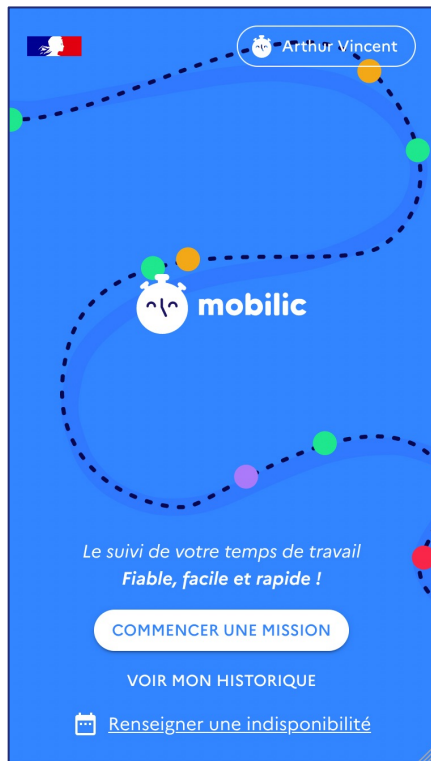 Arthur Vincent
mobilic
Le suivi de votre temps de travail
Fiable, facile et rapide !
COMMENCER UNE MISSION
VOIR MON HISTORIQUE
Renseigner une indisponibilité